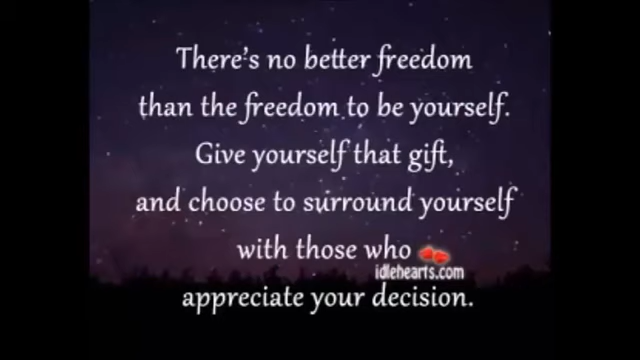 There's no better freedom
than the freedom to be yourself.
Give yourself that gift,
and choose to surround yourself
with those who
idlehearts.com
appreciate your decision.